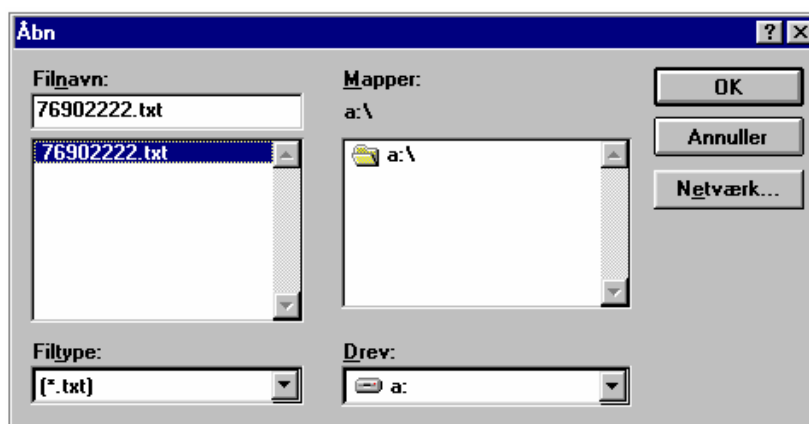 Åbn
Filnavn:
76902222.txt
76902222.txt
Mapper:
a:\
a:\
OK
Annuller
Netværk...
Filtype:
(*.txt)
Drev:
a: